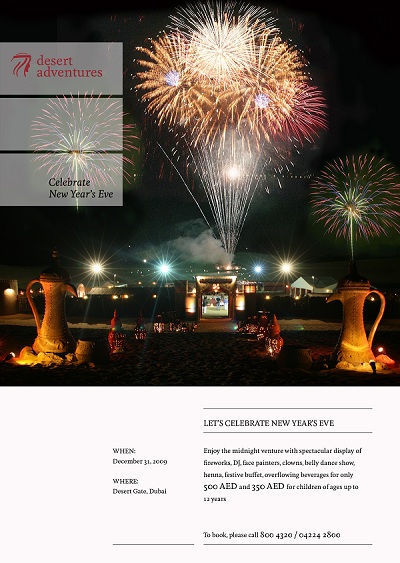 desert
adventures
Celebrate
New Year's Eve
LET'S CELEBRATE NEW YEAR'S EVE
WHEN:
December 31, 2009
WHERE:
Desert Gate, Dubai
Enjoy the midnight venture with spectacular display of
fireworks, DJ, face painters, clowns, belly dance show,
henna, festive buffet, overflowing beverages for only
500 AED and 350 AED for children of ages up to
12 years
To book, please call 800 4320 / 04224 2800